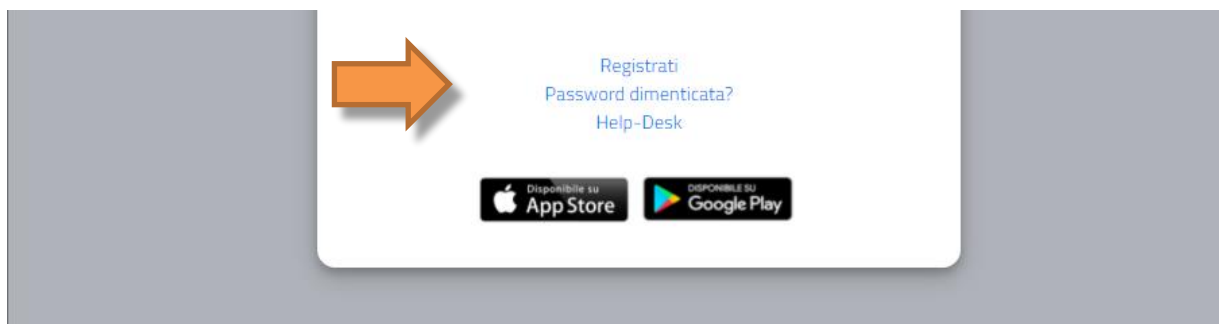 Registrati
Password dimenticata?
Help-Desk
Disponibile su
App Store
DISPONIBILE SU
Google Play